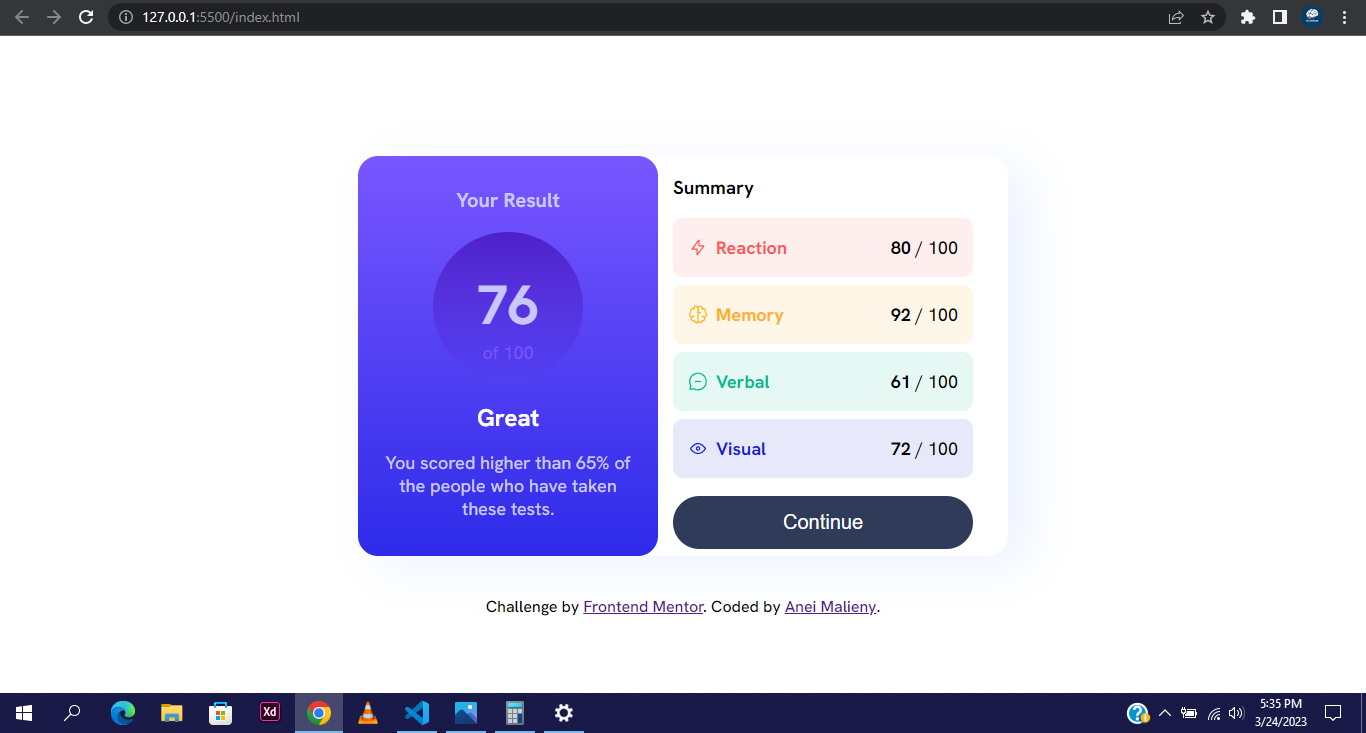 127.0.0.1:5500/index.html
Your Result
76
of 100
Great
You scored higher than 65% of
the people who have taken
these tests.
Summary
Reaction 80 / 100
Memory 92 / 100
Verbal 61 / 100
Visual 72 / 100
Continue
Challenge by Frontend Mentor. Coded by Anei Malieny.
Xd
5:35 PM
3/24/2023